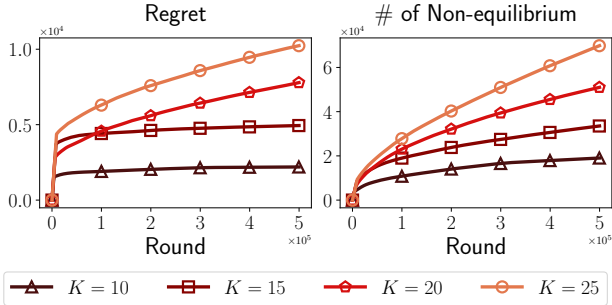 Regret
×10⁴
1.0
0.5
0.0
0 1 2 3 4 5
×10⁵
Round
# of Non-equilibrium
×10⁴
6
4
2
0
0 1 2 3 4 5
×10⁵
Round
K = 10 K = 15 K = 20 K = 25